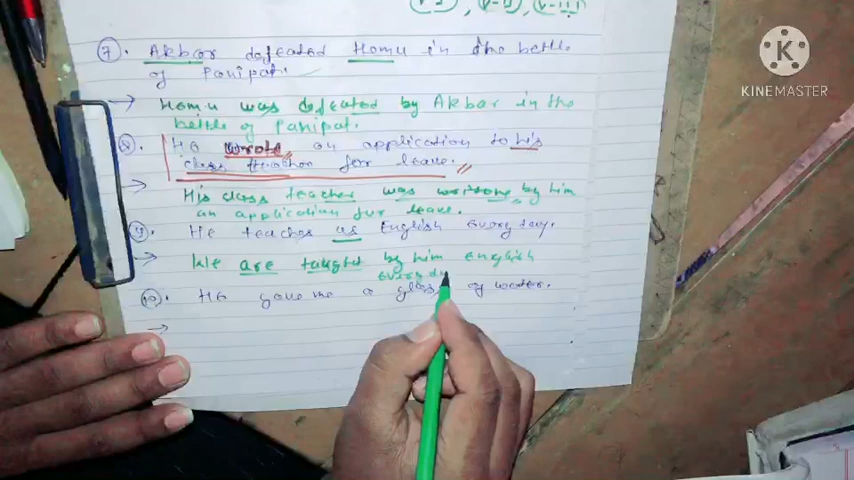 V-I, V-II, V-III
KINEMASTER
7. Akbar defeated Hemu in the battle
of Panipat.
→ Hemu was defeated by Akbar in the
battle of Panipat.
8. He wrote an application to his
class teacher for leave.
→ His class teacher was written by him
an application for leave.
9. He teaches us English every day.
→ We are taught by him english
every d
10. He gave me a glass of water.
→